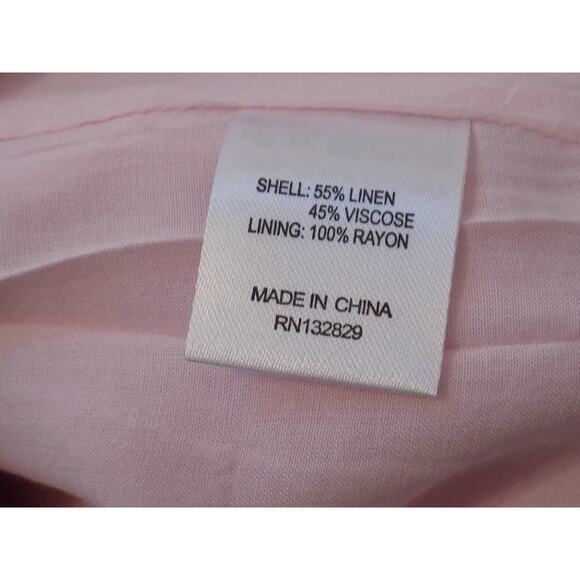 SHELL: 55% LINEN
45% VISCOSE
LINING: 100% RAYON
MADE IN CHINA
RN132829